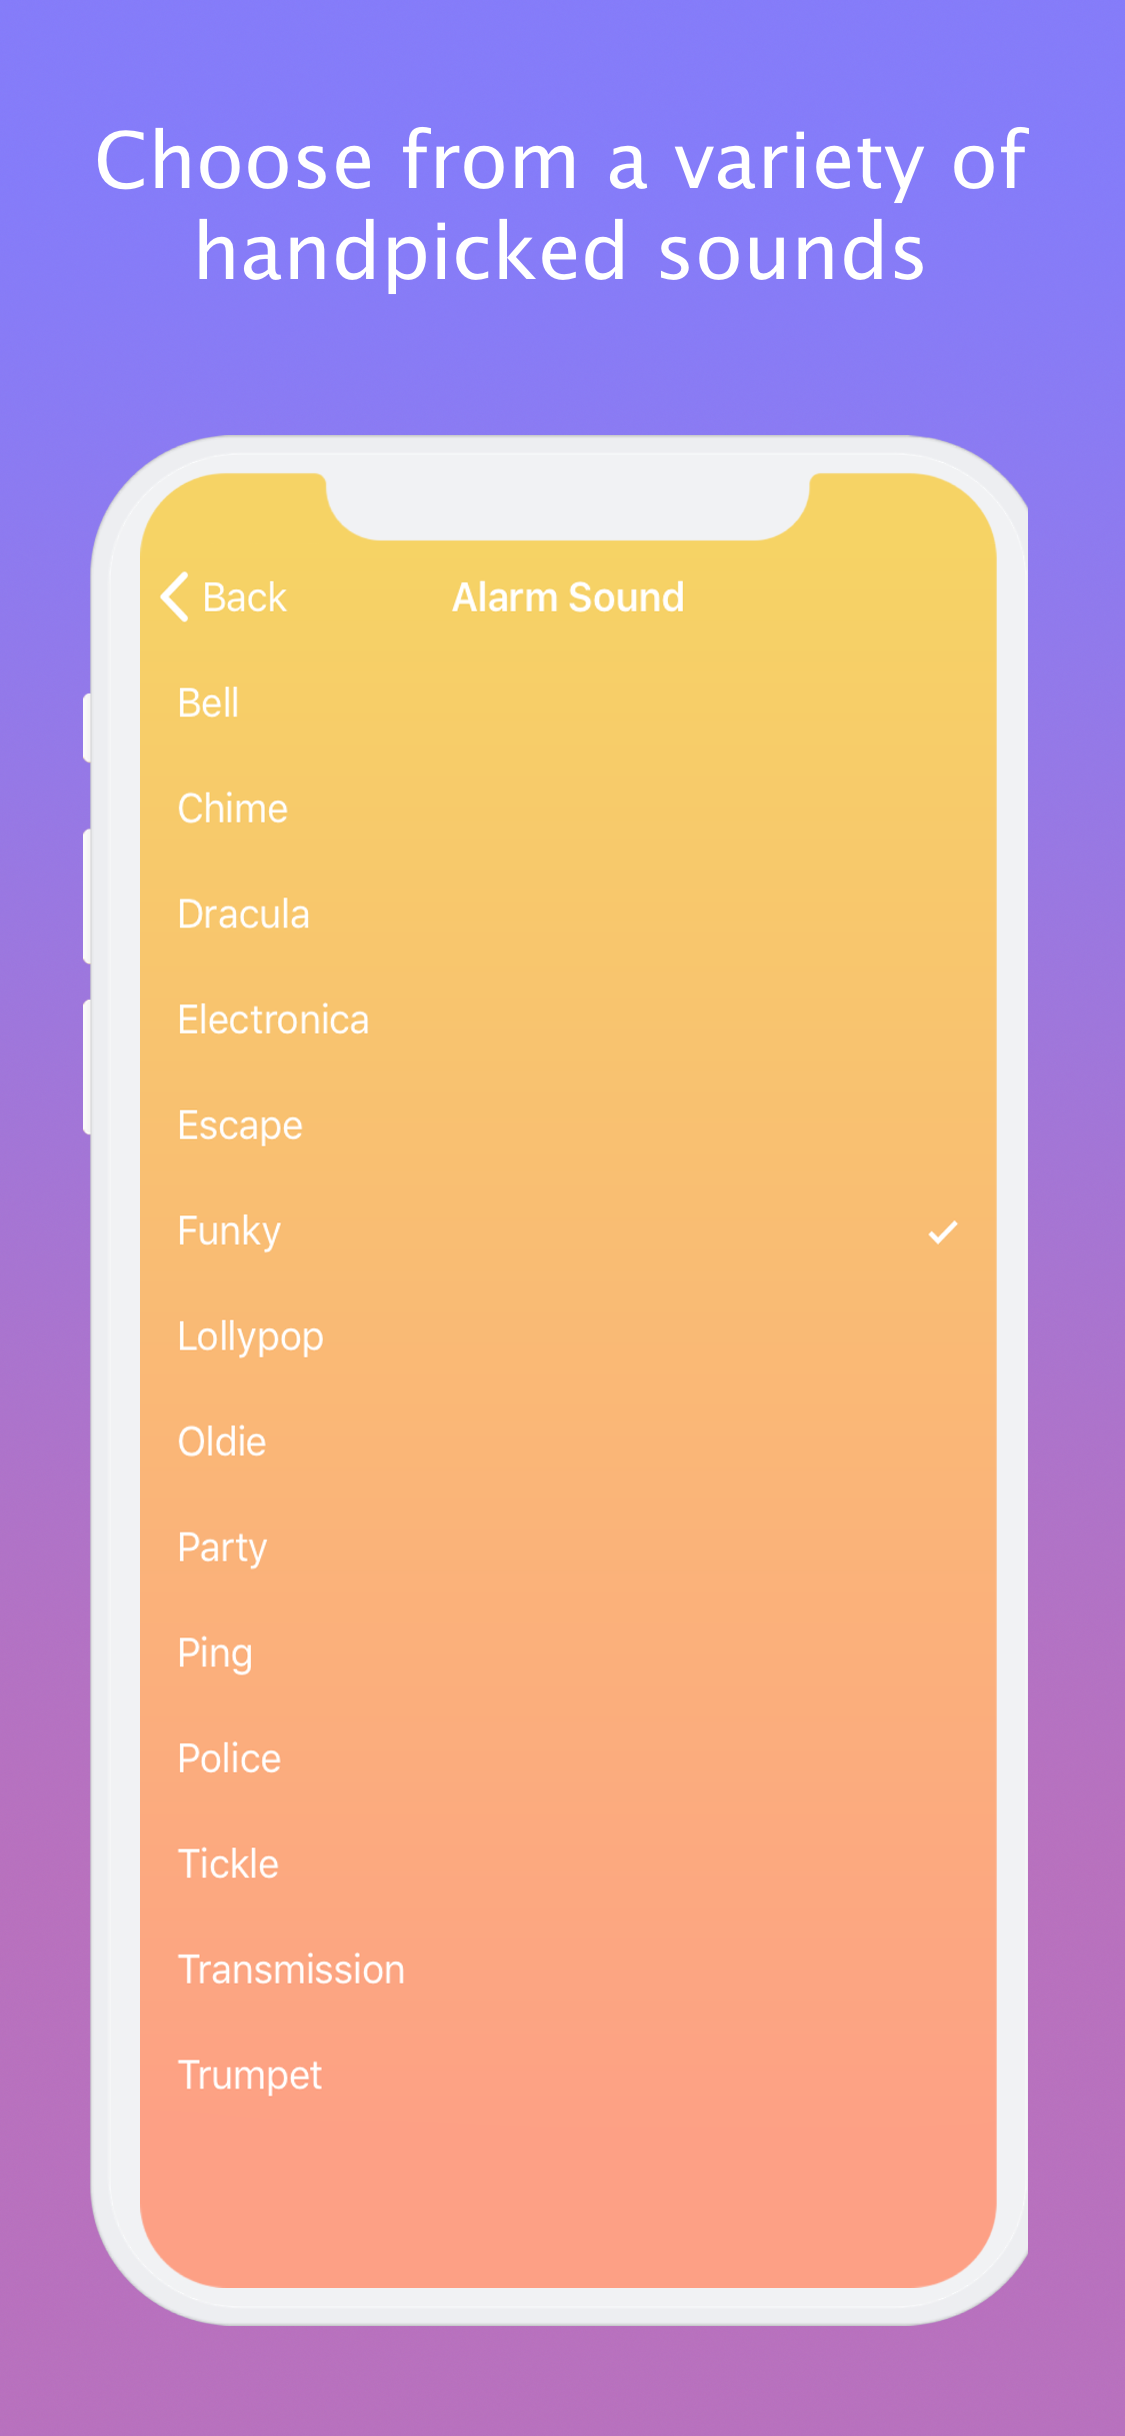 Choose from a variety of
handpicked sounds
Back Alarm Sound
Bell
Chime
Dracula
Electronica
Escape
Funky
Lollypop
Oldie
Party
Ping
Police
Tickle
Transmission
Trumpet